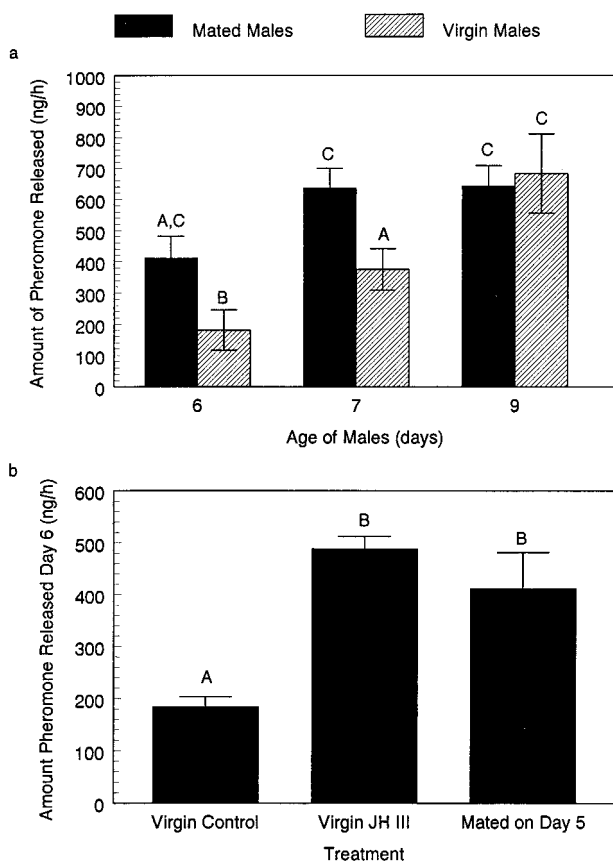 Mated Males
Virgin Males
a
Amount of Pheromone Released (ng/h)
1000
900
800
700
600
500
400
300
200
100
0
A,C
B
C
A
C
C
6
7
9
Age of Males (days)
b
Amount Pheromone Released Day 6 (ng/h)
600
500
400
300
200
100
0
A
B
B
Virgin Control
Virgin JH III
Mated on Day 5
Treatment